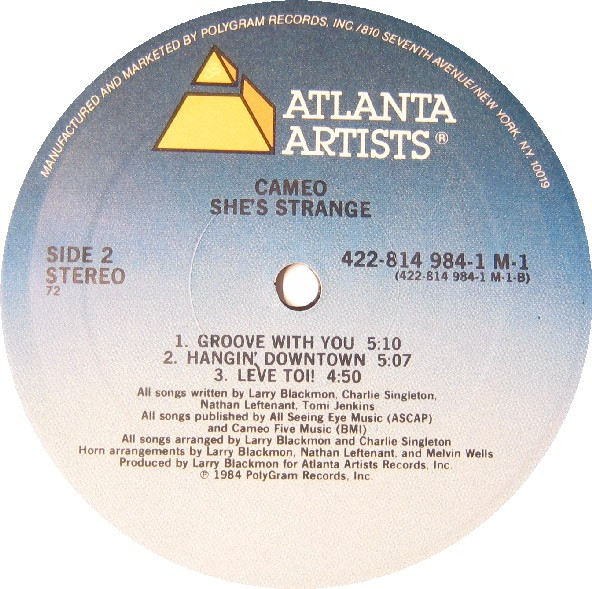 MANUFACTURED AND MARKETED BY POLYGRAM RECORDS, INC /810 SEVENTH AVENUE/NEW YORK, N.Y. 10019
ATLANTA
ARTISTS®
CAMEO
SHE'S STRANGE
SIDE 2
STEREO
72
422-814 984-1 M-1
(422-814 984-1 M-1-B)
1. GROOVE WITH YOU 5:10
2. HANGIN' DOWNTOWN 5:07
3. LEVE TOI! 4:50
All songs written by Larry Blackmon, Charlie Singleton,
Nathan Leftenant, Tomi Jenkins
All songs published by All Seeing Eye Music (ASCAP)
and Cameo Five Music (BMI)
All songs arranged by Larry Blackmon and Charlie Singleton
Horn arrangements by Larry Blackmon, Nathan Leftenant, and Melvin Wells
Produced by Larry Blackmon for Atlanta Artists Records, Inc.
℗ 1984 PolyGram Records, Inc.